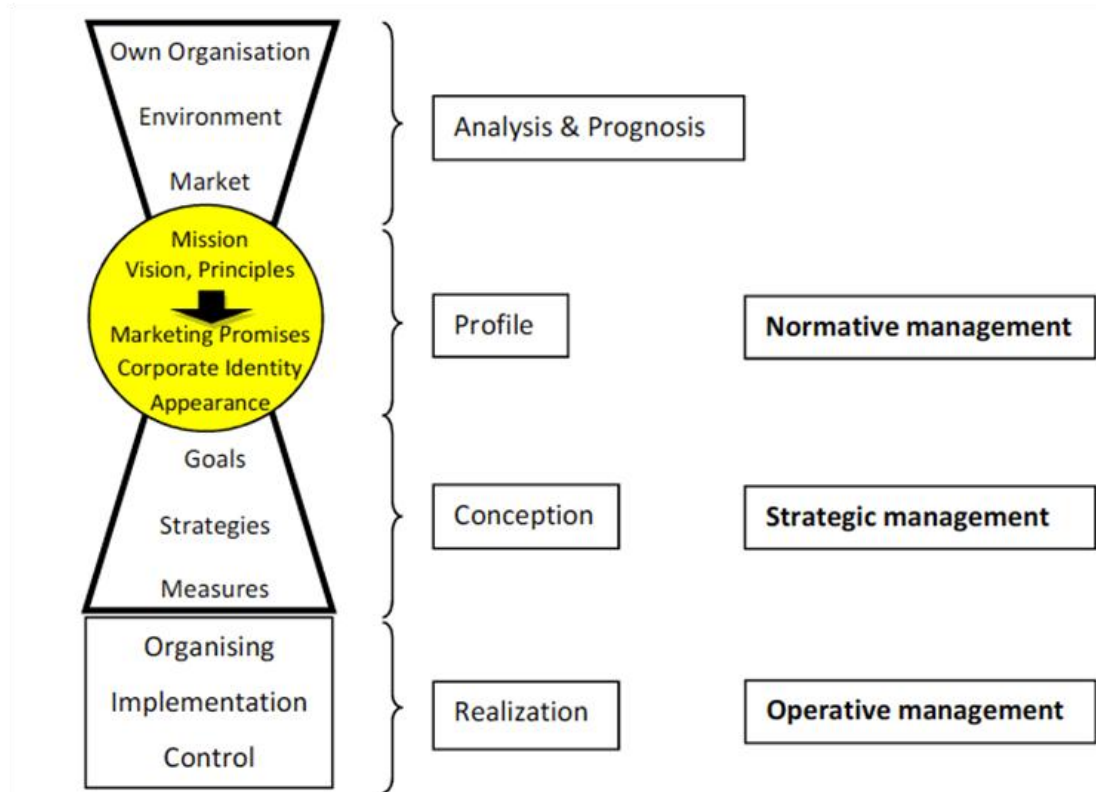 Own Organisation
Environment
Market
Analysis & Prognosis
Mission
Vision, Principles
Marketing Promises
Corporate Identity
Appearance
Profile
Normative management
Goals
Strategies
Measures
Conception
Strategic management
Organising
Implementation
Control
Realization
Operative management